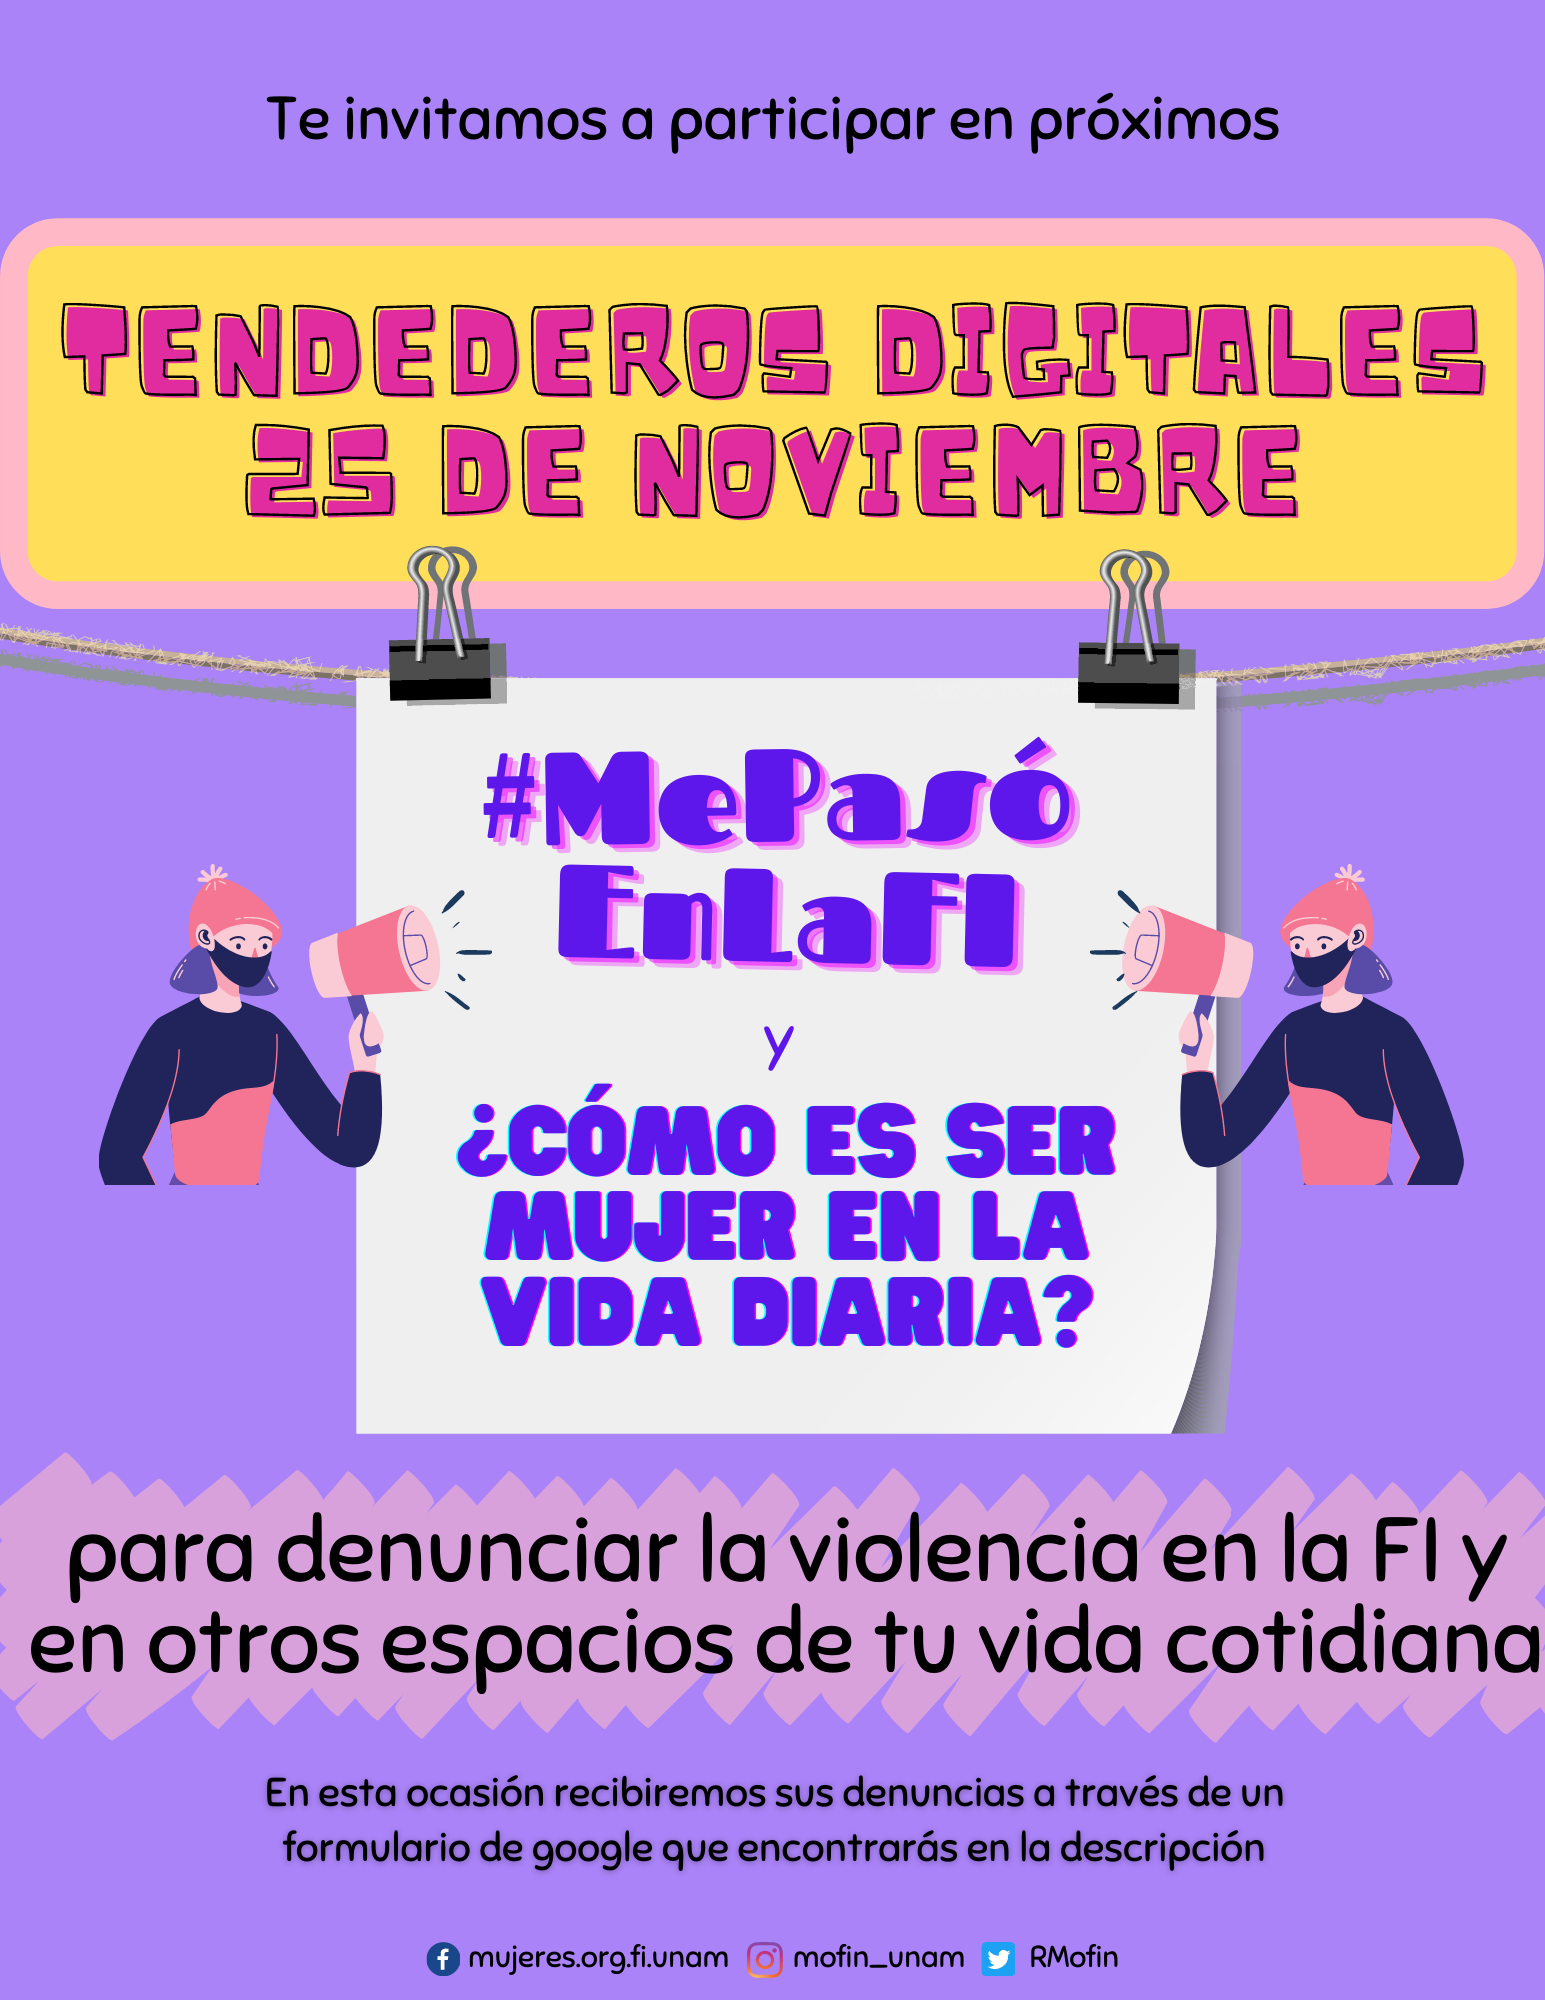 Te invitamos a participar en próximos
TENDEDEROS DIGITALES
25 DE NOVIEMBRE
#MePasó
EnLaFI
y
¿CÓMO ES SER
MUJER EN LA
VIDA DIARIA?
para denunciar la violencia en la FI y
en otros espacios de tu vida cotidiana
En esta ocasión recibiremos sus denuncias a través de un
formulario de google que encontrarás en la descripción
mujeres.org.fi.unam mofin_unam RMofin